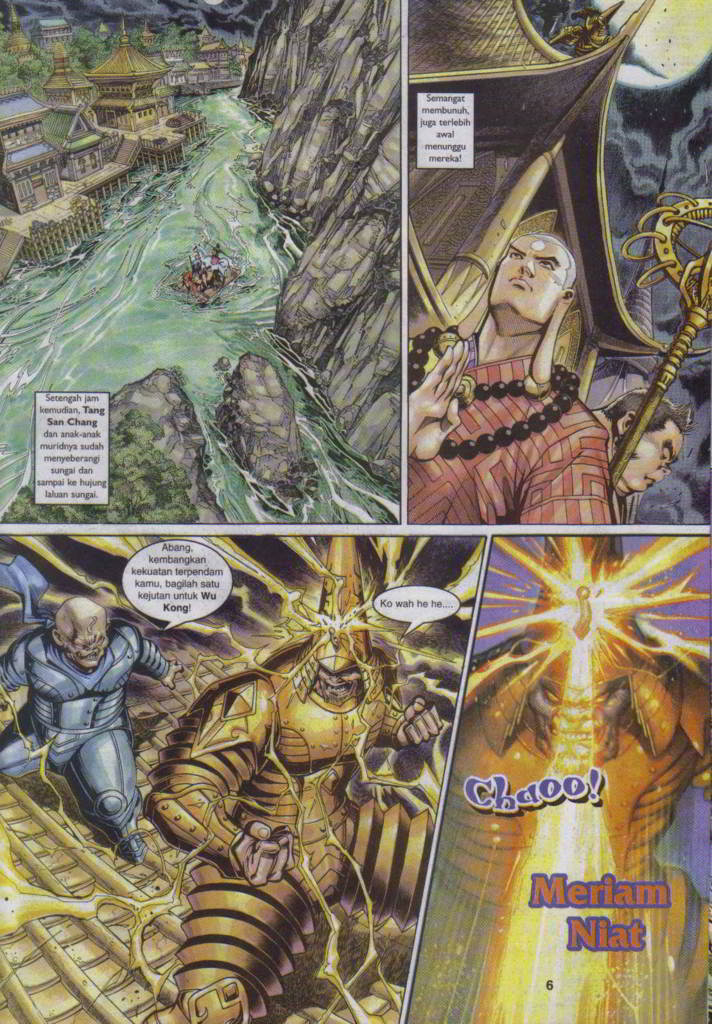 Setengah jam
kemudian, Tang
San Chang
dan anak-anak
muridnya sudah
menyeberangi
sungai dan
sampai ke hujung
laluan sungai.
Semangat
membunuh,
juga terlebih
awal
menunggu
mereka!
Abang,
kembangkan
kekuatan terpendam
kamu, bagilah satu
kejutan untuk Wu
Kong!
Ko wah he he....
Chaoo!
Meriam
Niat
6